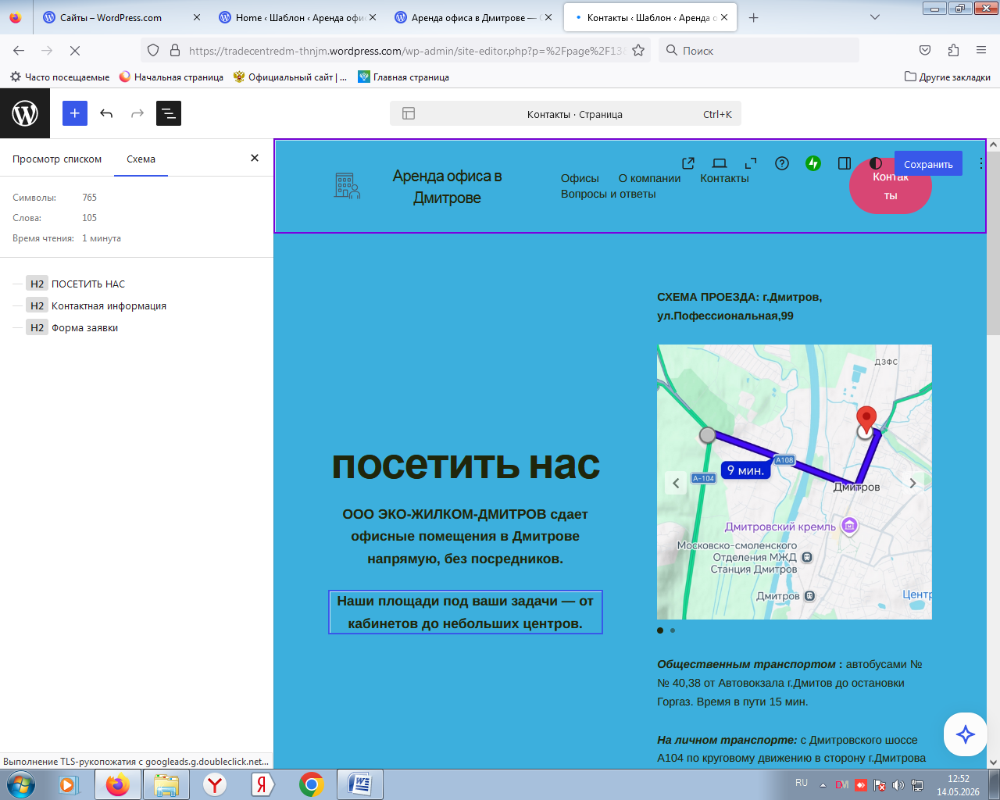 Сайты – WordPress.com
Home ‹ Шаблон ‹ Аренда офис
Аренда офиса в Дмитрове — С
Контакты ‹ Шаблон ‹ Аренда о
https://tradecentredm-thnjm.wordpress.com/wp-admin/site-editor.php?p=%2Fpage%2F138
Поиск
Часто посещаемые
Начальная страница
Официальный сайт | ...
Главная страница
Другие закладки
Контакты · Страница
Ctrl+K
Просмотр списком
Схема
Сохранить
Символы: 765
Слова: 105
Время чтения: 1 минута
H2 ПОСЕТИТЬ НАС
H2 Контактная информация
H2 Форма заявки
Аренда офиса в
Дмитрове
Офисы О компании Контакты
Вопросы и ответы
Контак
ты
СХЕМА ПРОЕЗДА: г.Дмитров,
ул.Пофессиональная,99
ДЗФС
A108
9 мин.
А-104
Дмитров
Дмитровский кремль
Московско-смоленского
Отделения МЖД
Станция Дмитров
Дмитров
Центр
посетить нас
ООО ЭКО-ЖИЛКОМ-ДМИТРОВ сдает
офисные помещения в Дмитрове
напрямую, без посредников.
Наши площади под ваши задачи — от
кабинетов до небольших центров.
Общественным транспортом : автобусами №
№ 40,38 от Автовокзала г.Дмитов до остановки
Горгаз. Время в пути 15 мин.
На личном транспорте: с Дмитровского шоссе
А104 по круговому движению в сторону г.Дмитрова
Выполнение TLS-рукопожатия с googleads.g.doubleclick.net...
RU
DM
12:52
14.05.2026